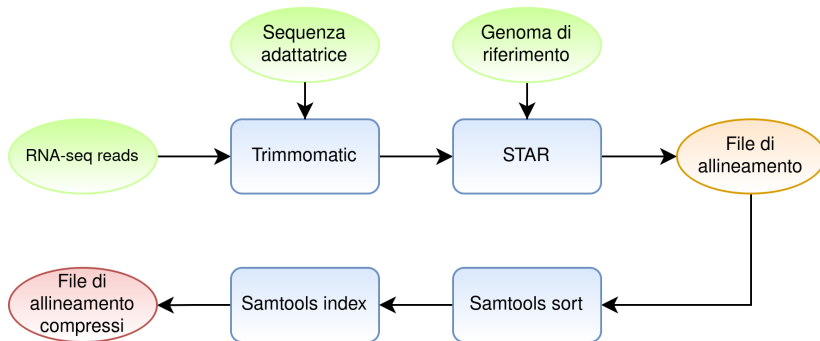 Sequenza
adattatrice
Genoma di
riferimento
RNA-seq reads
Trimmomatic
STAR
File di
allineamento
File di
allineamento
compressi
Samtools index
Samtools sort